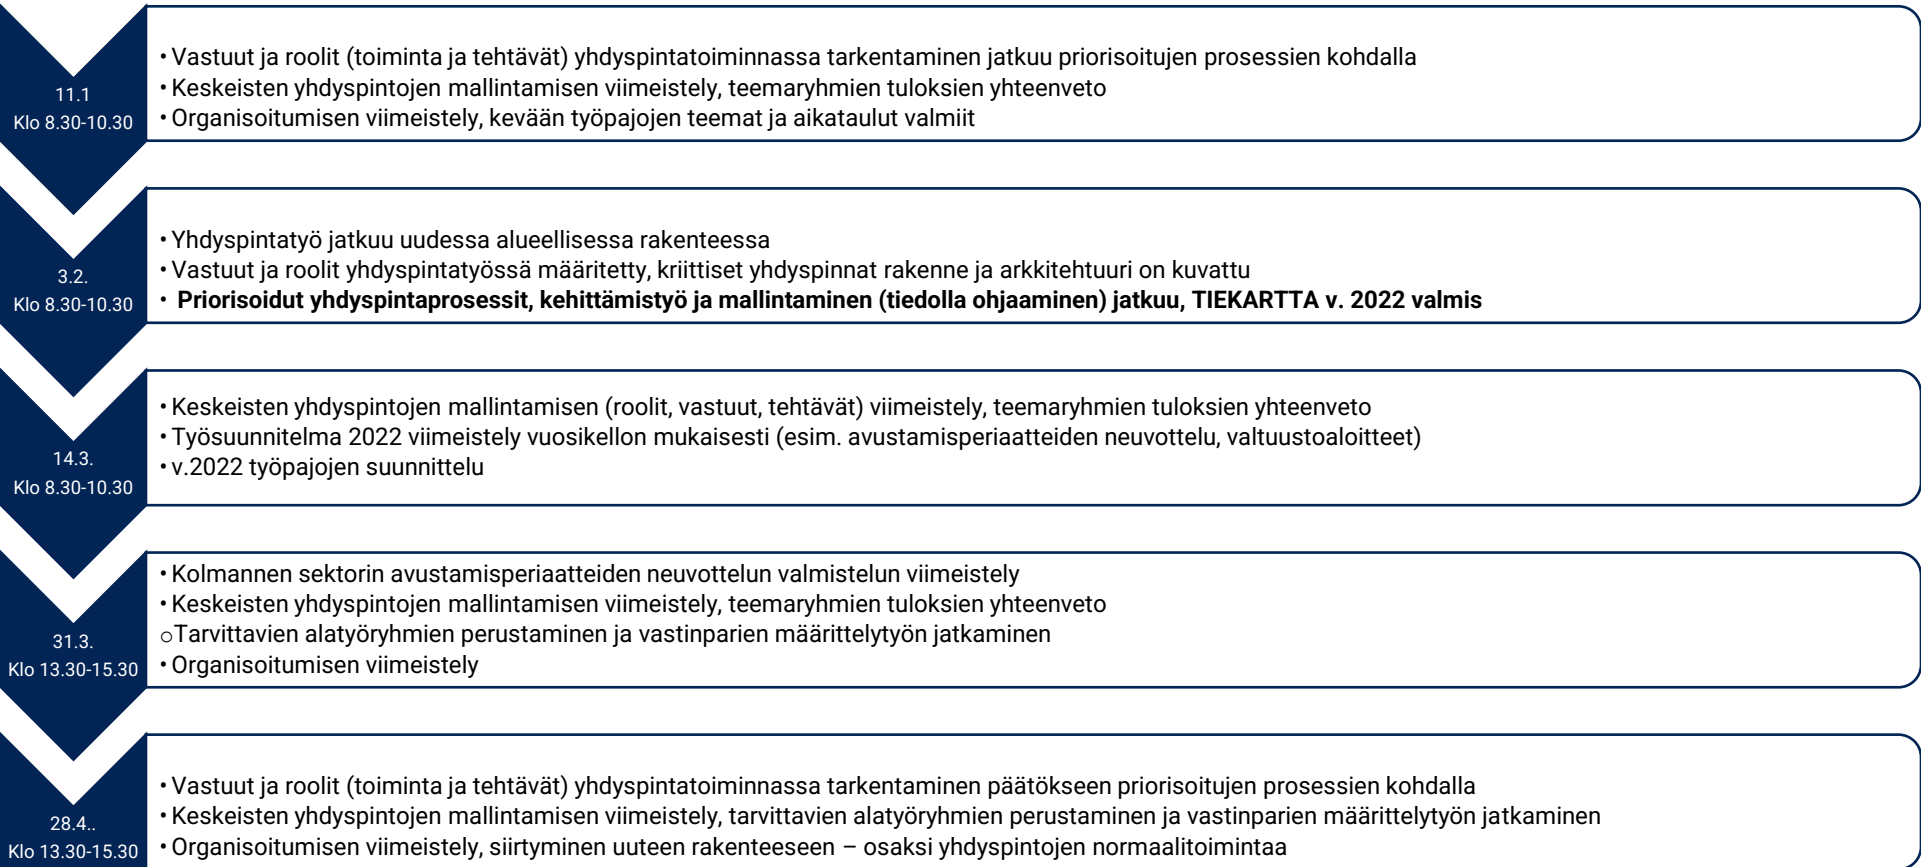 11.1
Klo 8.30-10.30
• Vastuut ja roolit (toiminta ja tehtävät) yhdyspintatoiminnassa tarkentaminen jatkuu priorisoitujen prosessien kohdalla
• Keskeisten yhdyspintojen mallintamisen viimeistely, teemaryhmien tuloksien yhteenveto
• Organisoitumisen viimeistely, kevään työpajojen teemat ja aikataulut valmiit
3.2.
Klo 8.30-10.30
• Yhdyspintatyö jatkuu uudessa alueellisessa rakenteessa
• Vastuut ja roolit yhdyspintatyössä määritetty, kriittiset yhdyspinnat rakenne ja arkkitehtuuri on kuvattu
• Priorisoidut yhdyspintaprosessit, kehittämistyö ja mallintaminen (tiedolla ohjaaminen) jatkuu, TIEKARTTA v. 2022 valmis
14.3.
Klo 8.30-10.30
• Keskeisten yhdyspintojen mallintamisen (roolit, vastuut, tehtävät) viimeistely, teemaryhmien tuloksien yhteenveto
• Työsuunnitelma 2022 viimeistely vuosikellon mukaisesti (esim. avustamisperiaatteiden neuvottelu, valtuustoaloitteet)
• v.2022 työpajojen suunnittelu
31.3.
Klo 13.30-15.30
• Kolmannen sektorin avustamisperiaatteiden neuvottelun valmistelun viimeistely
• Keskeisten yhdyspintojen mallintamisen viimeistely, teemaryhmien tuloksien yhteenveto
○Tarvittavien alatyöryhmien perustaminen ja vastinparien määrittelytyön jatkaminen
• Organisoitumisen viimeistely
28.4..
Klo 13.30-15.30
• Vastuut ja roolit (toiminta ja tehtävät) yhdyspintatoiminnassa tarkentaminen päätökseen priorisoitujen prosessien kohdalla
• Keskeisten yhdyspintojen mallintamisen viimeistely, tarvittavien alatyöryhmien perustaminen ja vastinparien määrittelytyön jatkaminen
• Organisoitumisen viimeistely, siirtyminen uuteen rakenteeseen – osaksi yhdyspintojen normaalitoimintaa